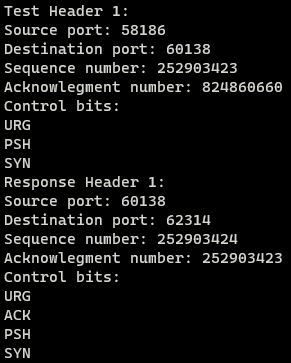 Test Header 1:
Source port: 58186
Destination port: 60138
Sequence number: 252903423
Acknowlegment number: 824860660
Control bits:
URG
PSH
SYN
Response Header 1:
Source port: 60138
Destination port: 62314
Sequence number: 252903424
Acknowlegment number: 252903423
Control bits:
URG
ACK
PSH
SYN